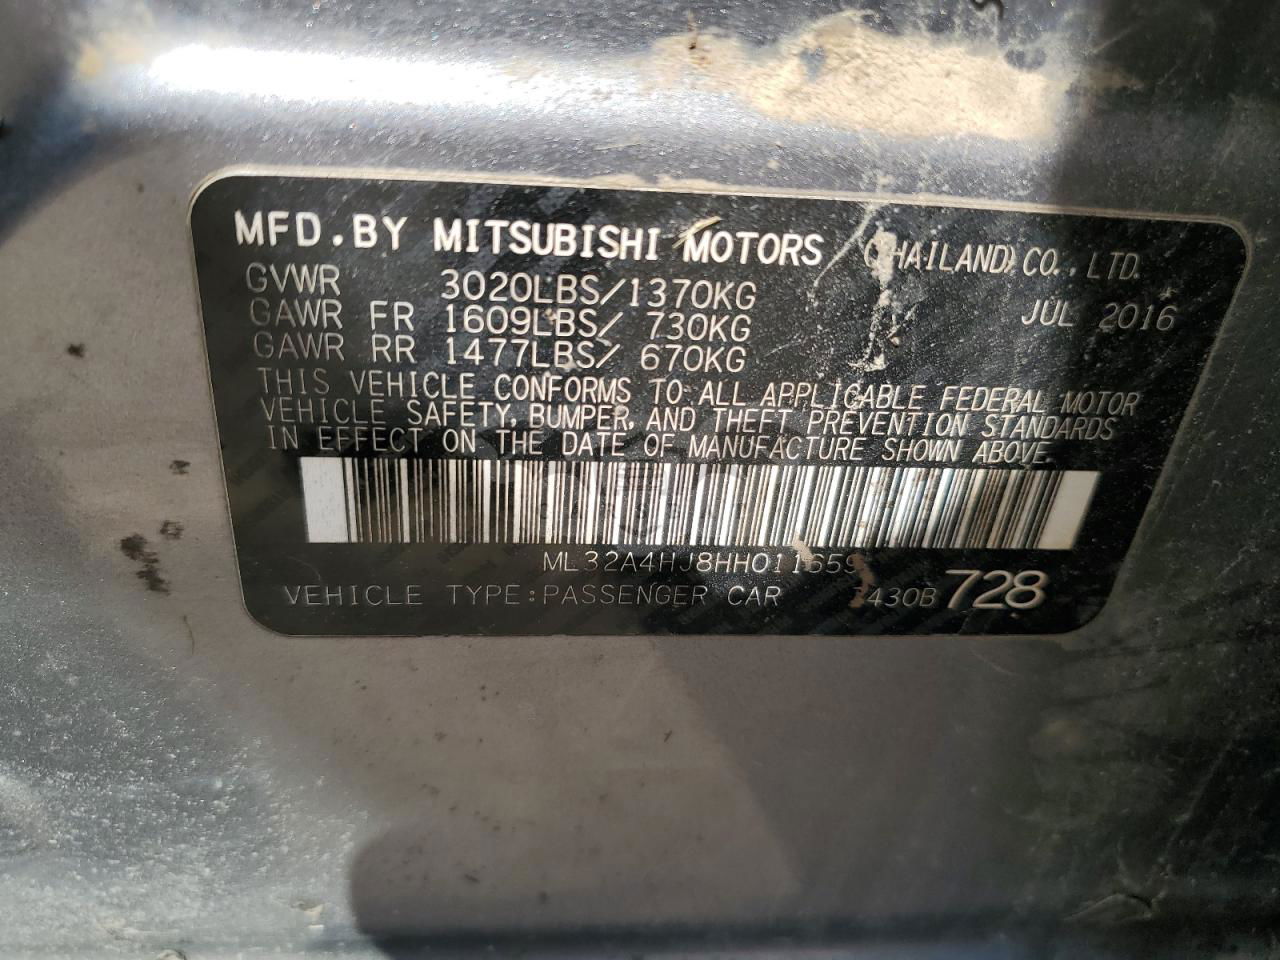 MFD.BY MITSUBISHI MOTORS (THAILAND) CO.,LTD.
GVWR 3020LBS/1370KG JUL 2016
GAWR FR 1609LBS/ 730KG
GAWR RR 1477LBS/ 670KG
THIS VEHICLE CONFORMS TO ALL APPLICABLE FEDERAL MOTOR
VEHICLE SAFETY, BUMPER, AND THEFT PREVENTION STANDARDS
IN EFFECT ON THE DATE OF MANUFACTURE SHOWN ABOVE.
ML32A4HJ8HH011659
VEHICLE TYPE:PASSENGER CAR 430B 728